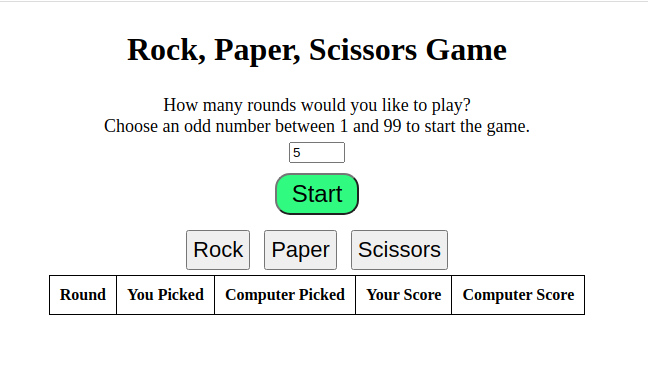 Rock, Paper, Scissors Game
How many rounds would you like to play?
Choose an odd number between 1 and 99 to start the game.
5
Start
Rock Paper Scissors
Round You Picked Computer Picked Your Score Computer Score